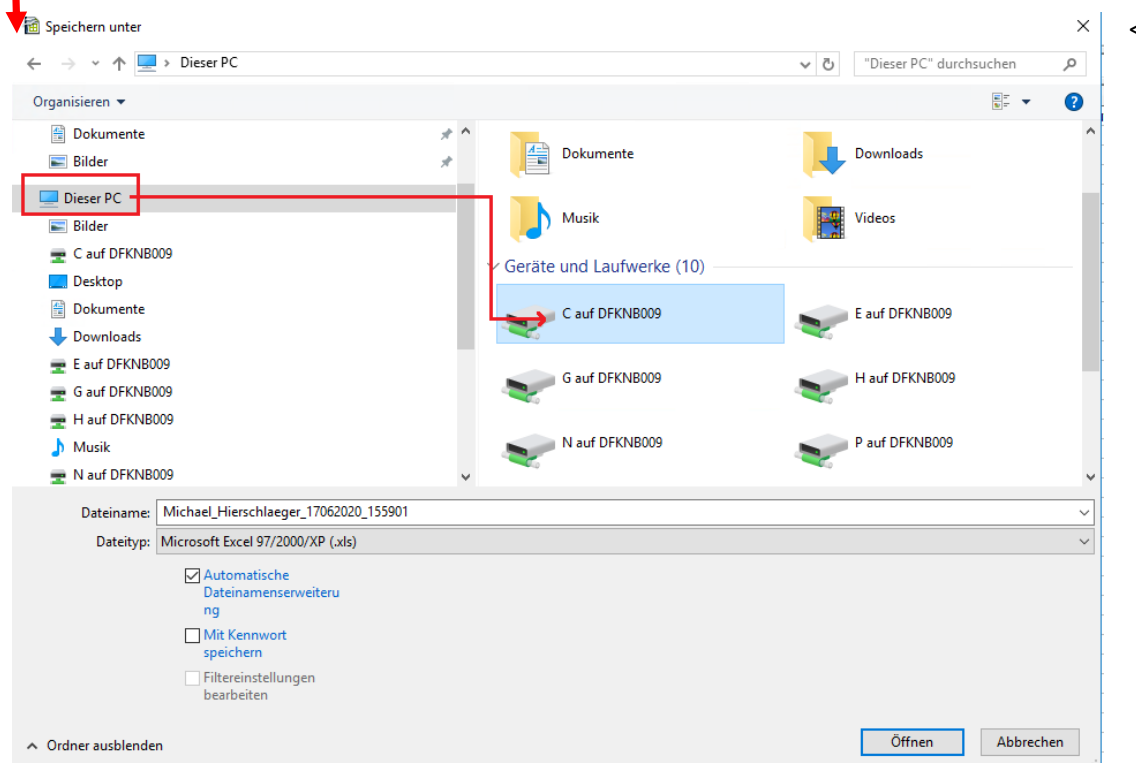 Speichern unter
Dieser PC
"Dieser PC" durchsuchen
Organisieren
Dokumente
Bilder
Dieser PC
Bilder
C auf DFKNB009
Desktop
Dokumente
Downloads
E auf DFKNB009
G auf DFKNB009
H auf DFKNB009
Musik
N auf DFKNB009
Dokumente
Downloads
Musik
Videos
Geräte und Laufwerke (10)
C auf DFKNB009
E auf DFKNB009
G auf DFKNB009
H auf DFKNB009
N auf DFKNB009
P auf DFKNB009
Dateiname: Michael_Hierschlaeger_17062020_155901
Dateityp: Microsoft Excel 97/2000/XP (.xls)
Automatische
Dateinamenserweiteru
ng
Mit Kennwort
speichern
Filtereinstellungen
bearbeiten
Ordner ausblenden
Öffnen
Abbrechen